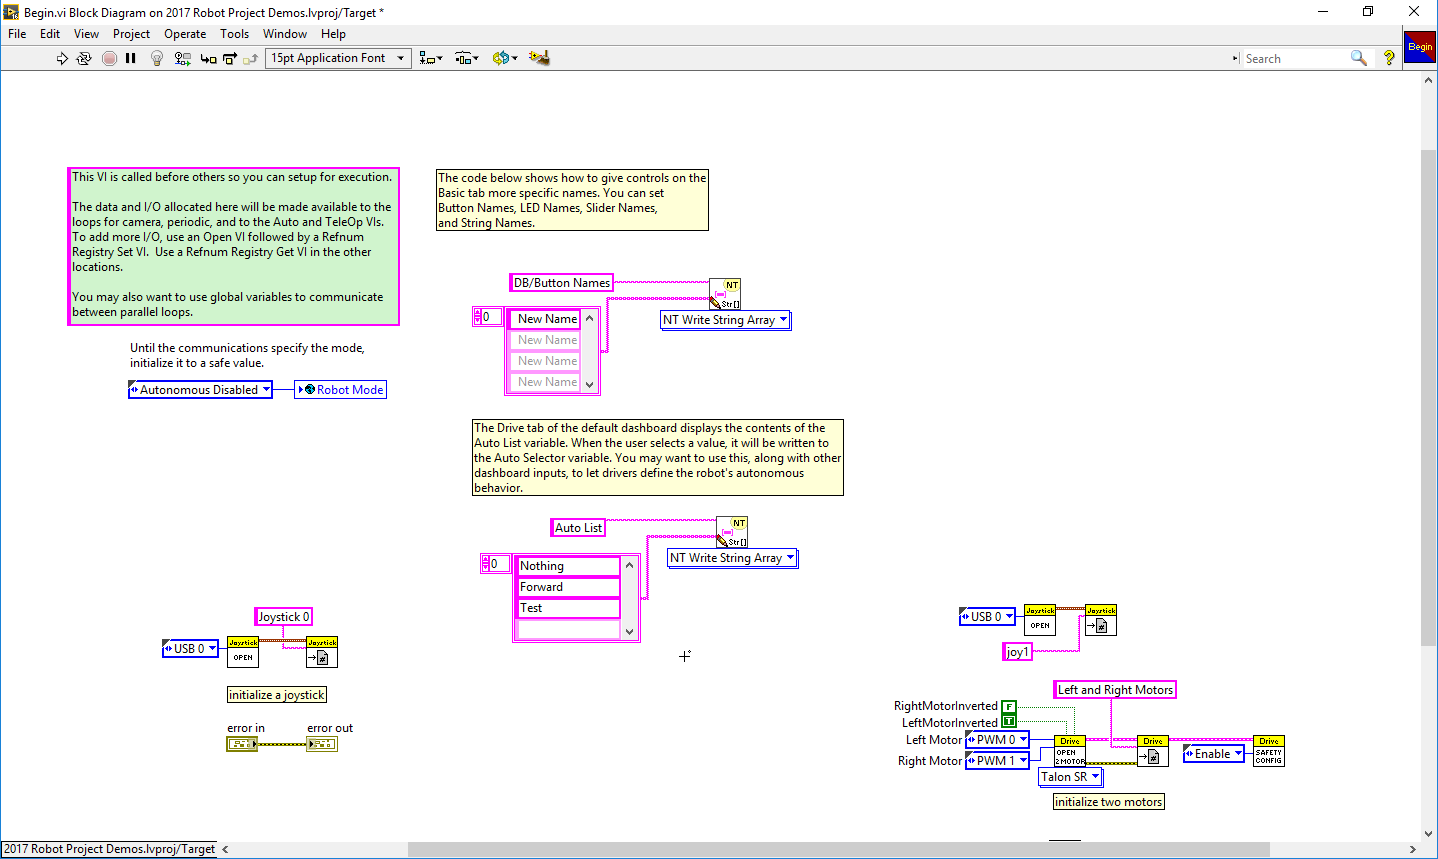 Begin.vi Block Diagram on 2017 Robot Project Demos.lvproj/Target *
File Edit View Project Operate Tools Window Help
15pt Application Font
Search
Begin
This VI is called before others so you can setup for execution.
The data and I/O allocated here will be made available to the
loops for camera, periodic, and to the Auto and TeleOp VIs.
To add more I/O, use an Open VI followed by a Refnum
Registry Set VI.  Use a Refnum Registry Get VI in the other
locations.
You may also want to use global variables to communicate
between parallel loops.
Until the communications specify the mode,
initialize it to a safe value.
Autonomous Disabled
Robot Mode
The code below shows how to give controls on the
Basic tab more specific names. You can set
Button Names, LED Names, Slider Names,
and String Names.
DB/Button Names
NT
Str[]
NT Write String Array
0
New Name
New Name
New Name
New Name
The Drive tab of the default dashboard displays the contents of the
Auto List variable. When the user selects a value, it will be written to
the Auto Selector variable. You may want to use this, along with other
dashboard inputs, to let drivers define the robot's autonomous
behavior.
Auto List
NT
Str[]
NT Write String Array
0
Nothing
Forward
Test
Joystick 0
USB 0
Joystick
OPEN
Joystick
#
initialize a joystick
error in
error out
USB 0
Joystick
OPEN
Joystick
#
joy1
Left and Right Motors
RightMotorInverted F
LeftMotorInverted T
Left Motor PWM 0
Right Motor PWM 1
Drive
OPEN
2 MOTOR
Talon SR
Drive
#
Enable
Drive
SAFETY
CONFIG
initialize two motors
2017 Robot Project Demos.lvproj/Target